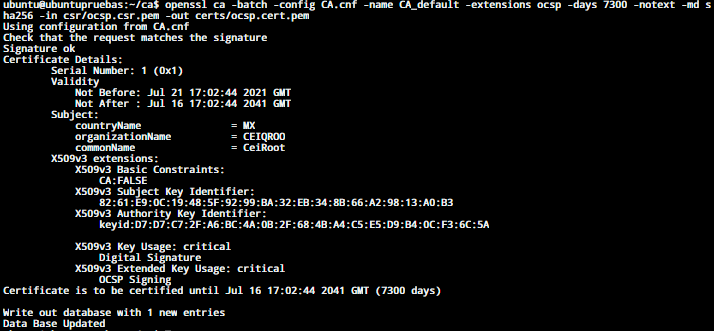 ubuntu@ubuntupruebas:~/ca$ openssl ca -batch -config CA.cnf -name CA_default -extensions ocsp -days 7300 -notext -md s
ha256 -in csr/ocsp.csr.pem -out certs/ocsp.cert.pem
Using configuration from CA.cnf
Check that the request matches the signature
Signature ok
Certificate Details:
Serial Number: 1 (0x1)
Validity
Not Before: Jul 21 17:02:44 2021 GMT
Not After : Jul 16 17:02:44 2041 GMT
Subject:
countryName = MX
organizationName = CEIQROO
commonName = CeiRoot
X509v3 extensions:
X509v3 Basic Constraints:
CA:FALSE
X509v3 Subject Key Identifier:
82:61:E9:0C:19:48:5F:92:99:BA:32:EB:34:8B:66:A2:98:13:A0:B3
X509v3 Authority Key Identifier:
keyid:D7:D7:C7:2F:A6:BC:4A:0B:2F:68:4B:A4:C5:E5:D9:B4:0C:F3:6C:5A
X509v3 Key Usage: critical
Digital Signature
X509v3 Extended Key Usage: critical
OCSP Signing
Certificate is to be certified until Jul 16 17:02:44 2041 GMT (7300 days)
Write out database with 1 new entries
Data Base Updated